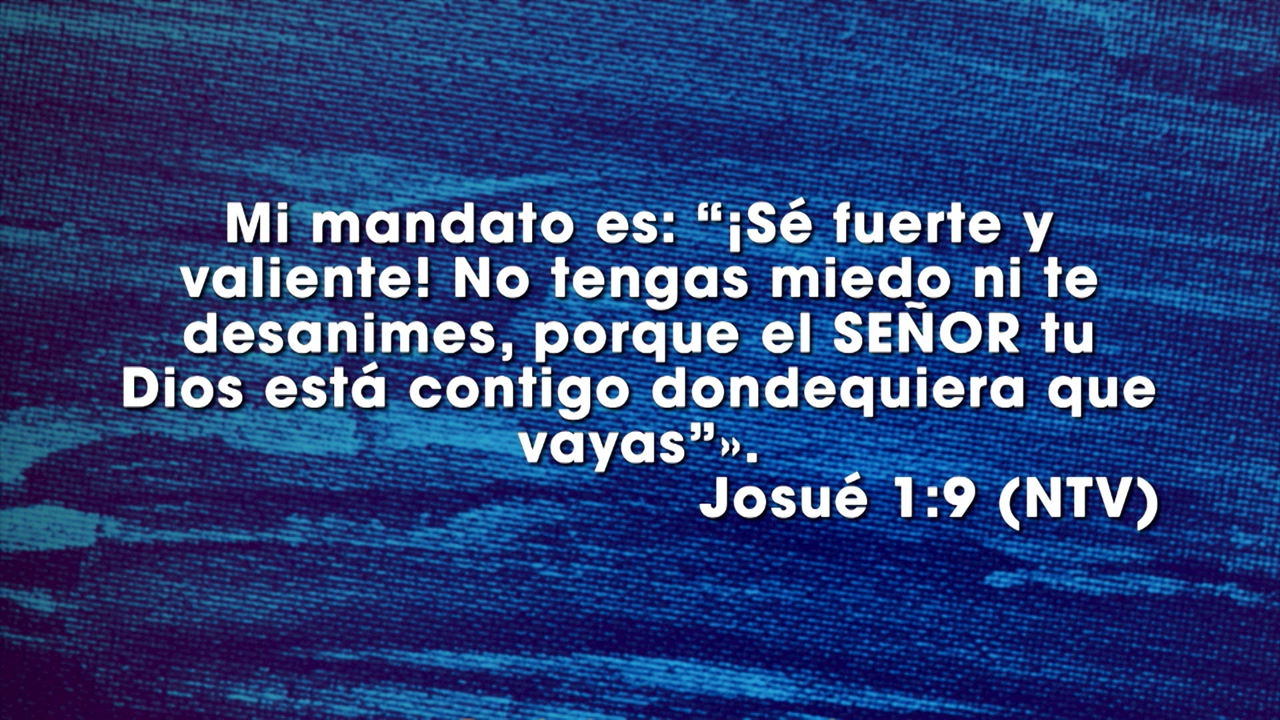 Mi mandato es: “¡Sé fuerte y
valiente! No tengas miedo ni te
desanimes, porque el SEÑOR tu
Dios está contigo dondequiera que
vayas”».
Josué 1:9 (NTV)